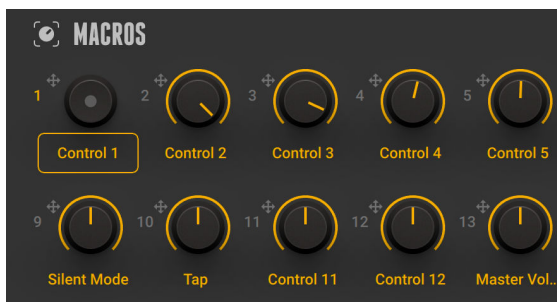 MACROS
1 2 3 4 5
Control 1 Control 2 Control 3 Control 4 Control 5
9 10 11 12 13
Silent Mode Tap Control 11 Control 12 Master Vol..